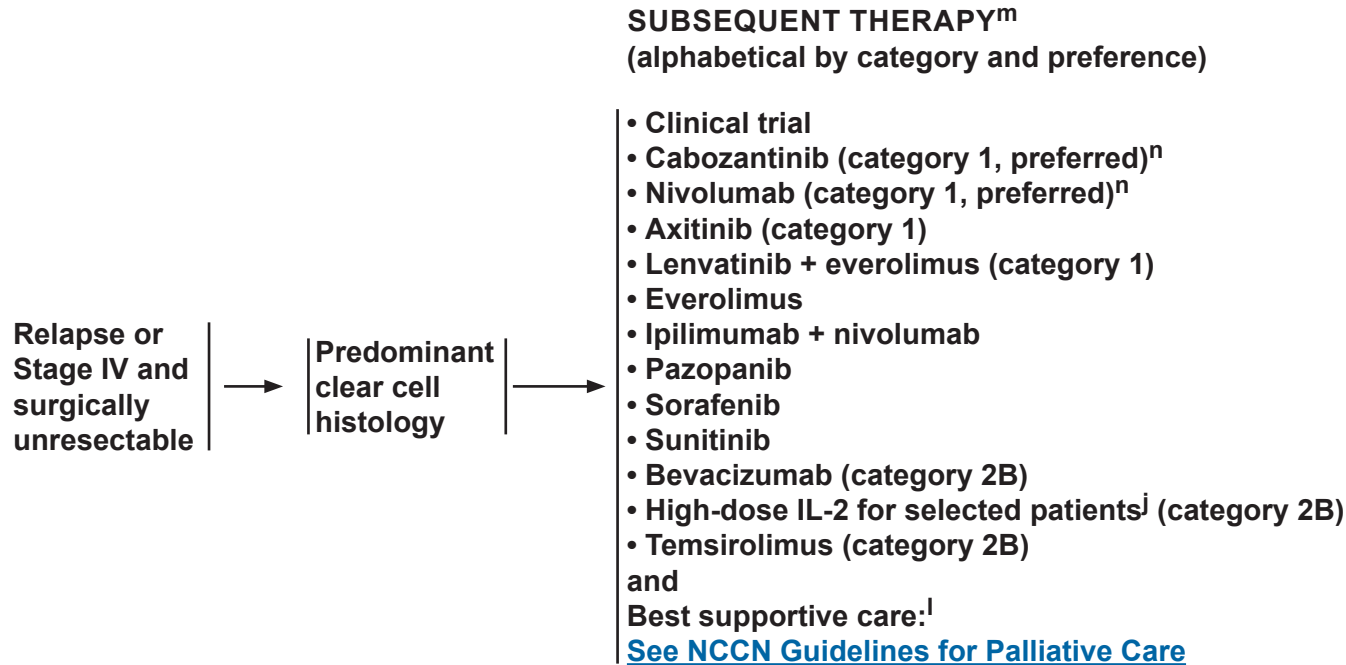 SUBSEQUENT THERAPYm
(alphabetical by category and preference)
Relapse or
Stage IV and
surgically
unresectable
Predominant
clear cell
histology
• Clinical trial
• Cabozantinib (category 1, preferred)n
• Nivolumab (category 1, preferred)n
• Axitinib (category 1)
• Lenvatinib + everolimus (category 1)
• Everolimus
• Ipilimumab + nivolumab
• Pazopanib
• Sorafenib
• Sunitinib
• Bevacizumab (category 2B)
• High-dose IL-2 for selected patientsj (category 2B)
• Temsirolimus (category 2B)
and
Best supportive care:l
See NCCN Guidelines for Palliative Care